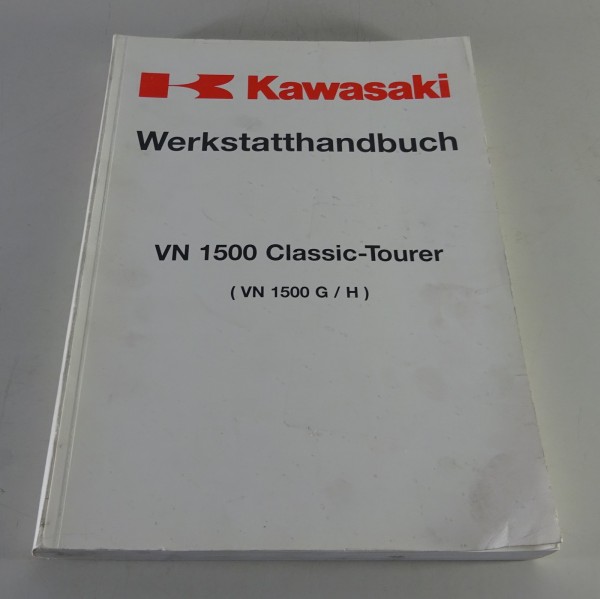 Kawasaki
Werkstatthandbuch
VN 1500 Classic-Tourer
( VN 1500 G / H )